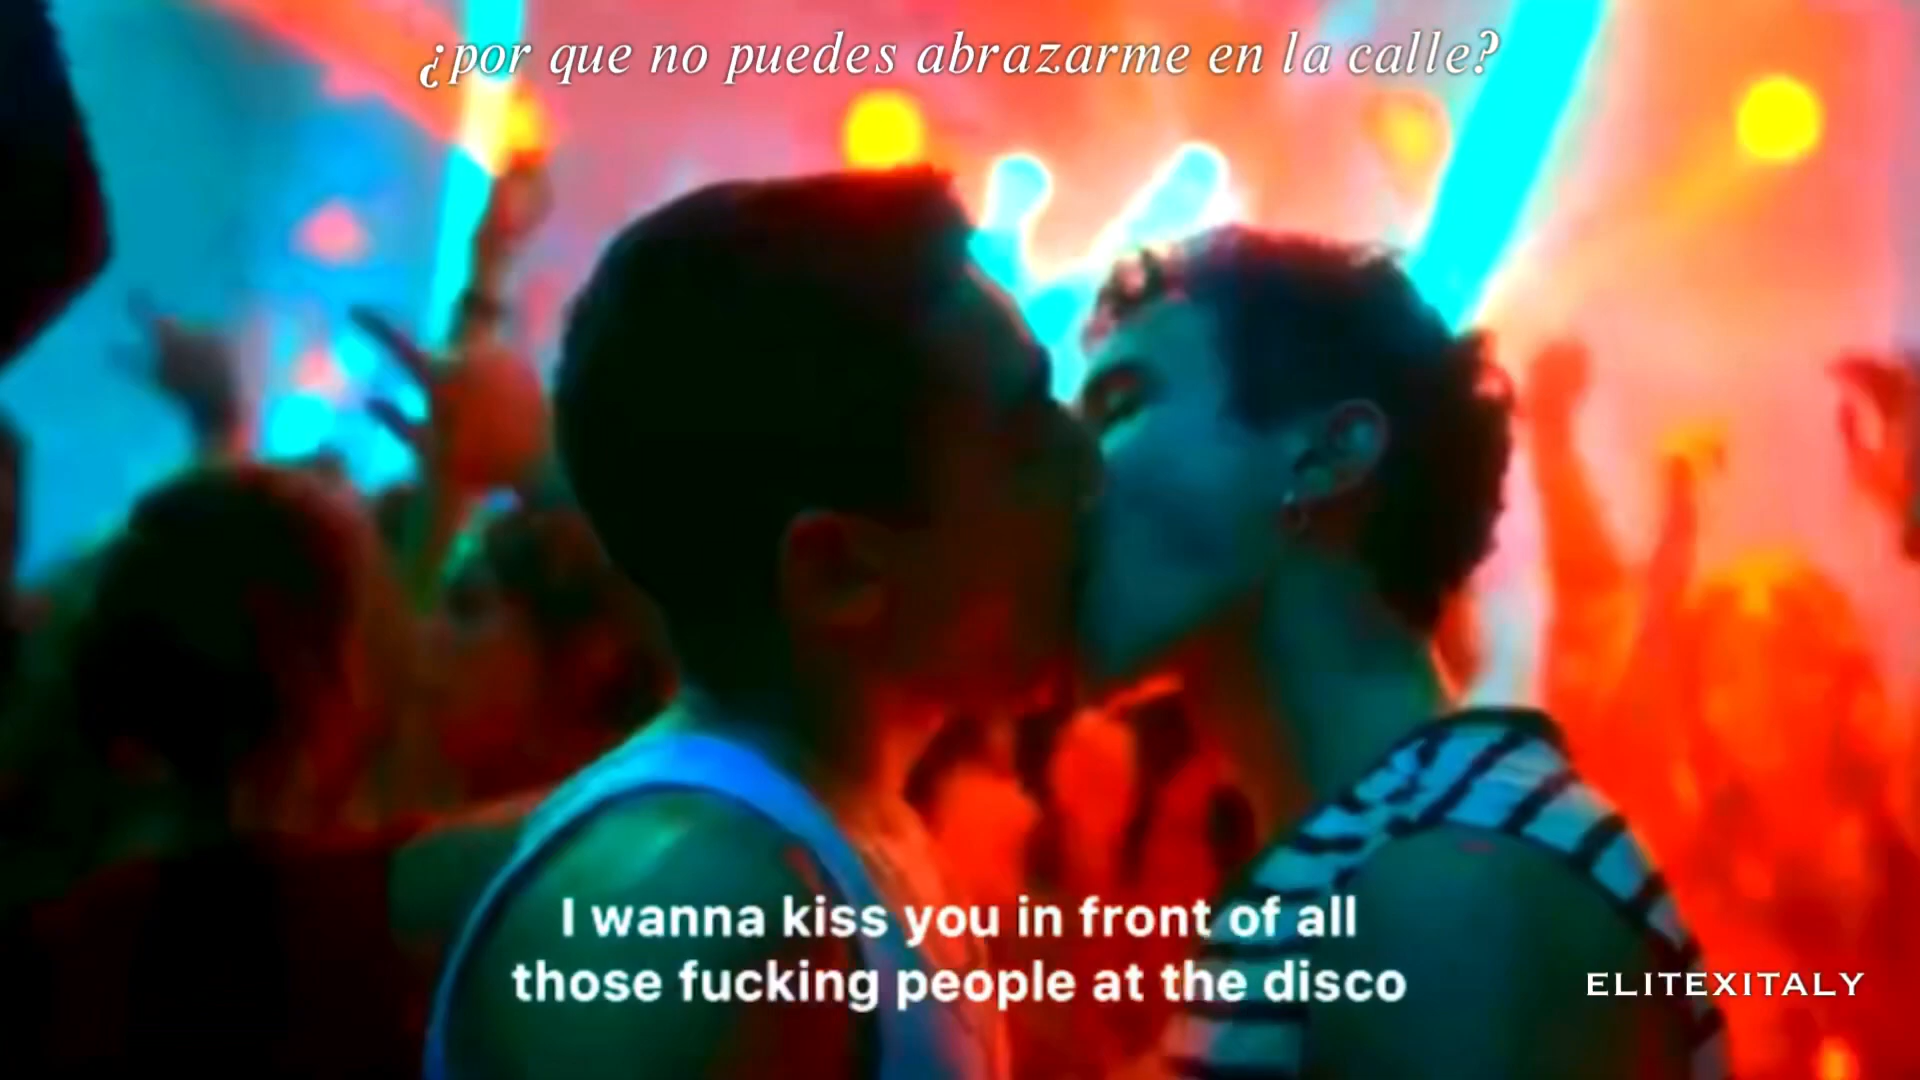 ¿por que no puedes abrazarme en la calle?
I wanna kiss you in front of all
those fucking people at the disco
ELITEXITALY